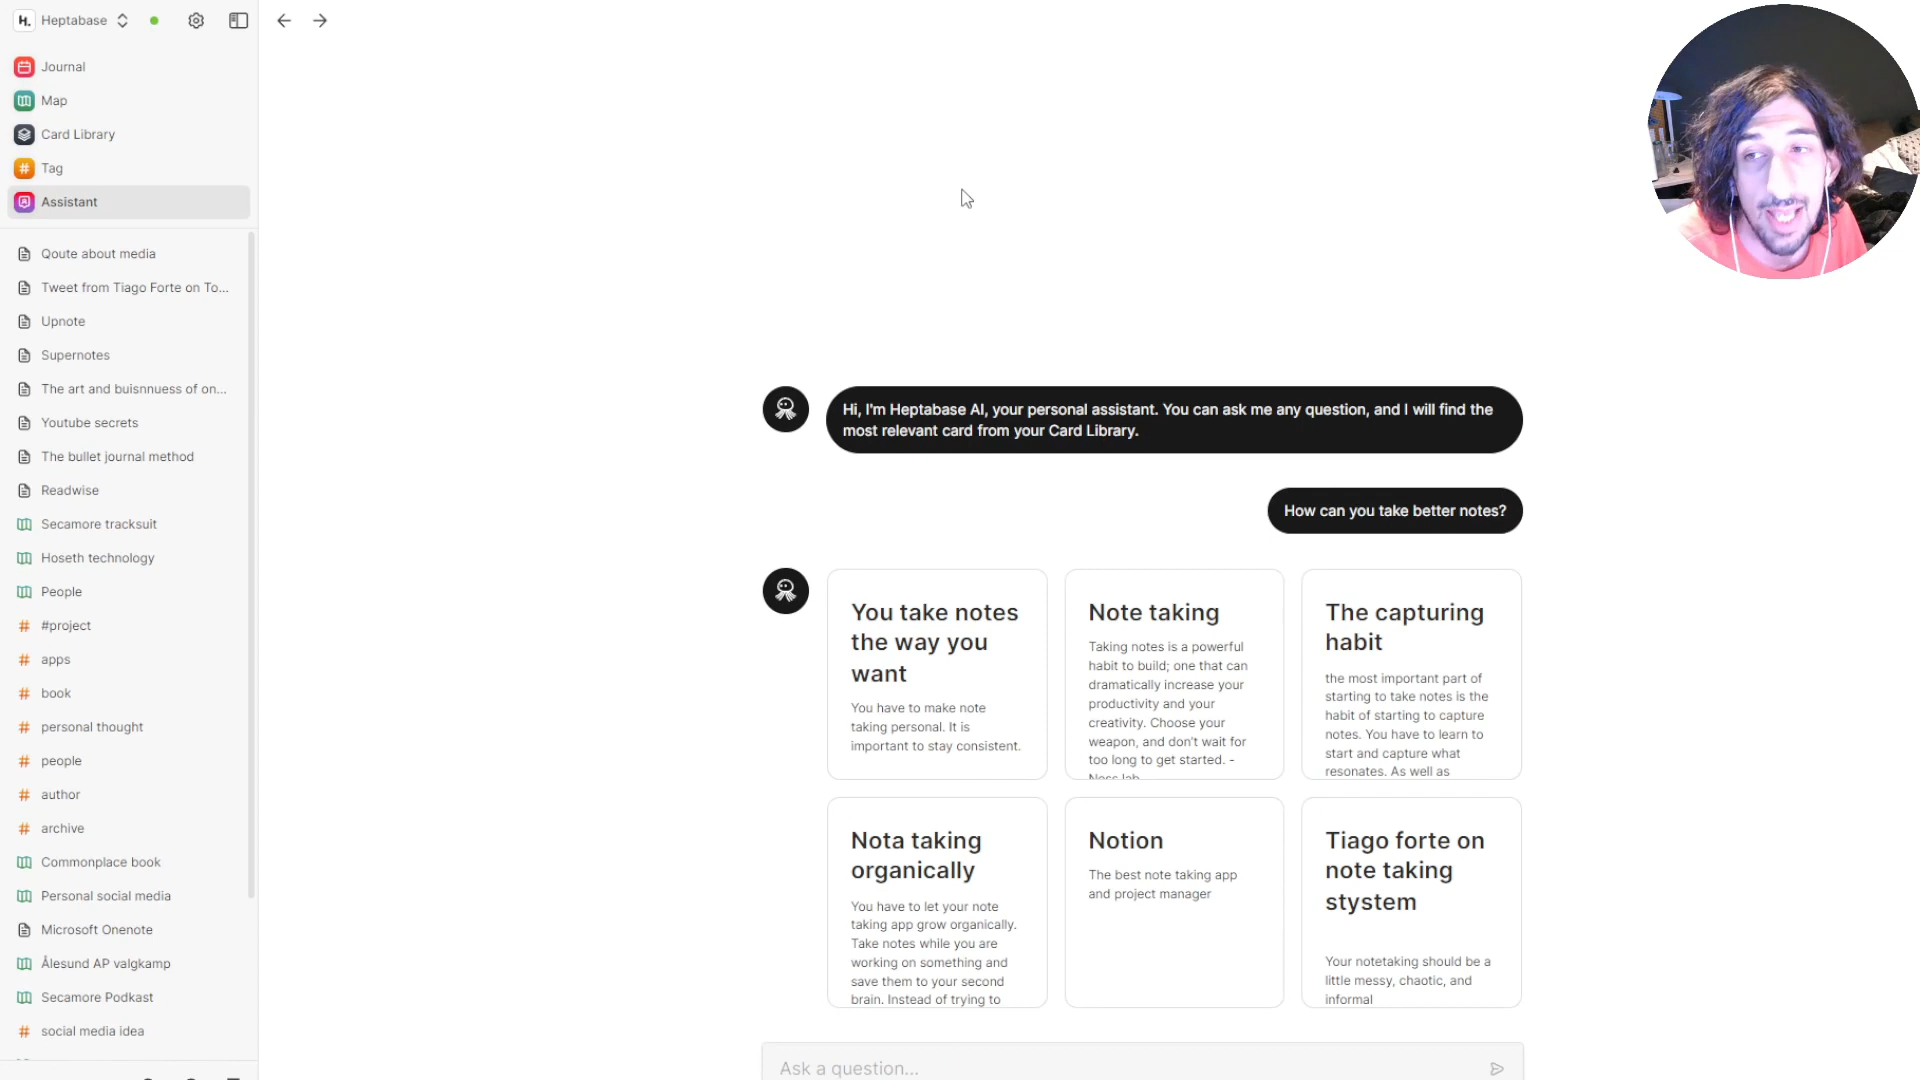 H. Heptabase
Journal
Map
Card Library
Tag
Assistant
Qoute about media
Tweet from Tiago Forte on To...
Upnote
Supernotes
The art and buisnnuess of on...
Youtube secrets
The bullet journal method
Readwise
Secamore tracksuit
Hoseth technology
People
#project
apps
book
personal thought
people
author
archive
Commonplace book
Personal social media
Microsoft Onenote
Ålesund AP valgkamp
Secamore Podkast
social media idea
Hi, I'm Heptabase AI, your personal assistant. You can ask me any question, and I will find the
most relevant card from your Card Library.
How can you take better notes?
You take notes
the way you
want
You have to make note
taking personal. It is
important to stay consistent.
Note taking
Taking notes is a powerful
habit to build; one that can
dramatically increase your
productivity and your
creativity. Choose your
weapon, and don't wait for
too long to get started. -
Ness lab
The capturing
habit
the most important part of
starting to take notes is the
habit of starting to capture
notes. You have to learn to
start and capture what
resonates. As well as
Nota taking
organically
You have to let your note
taking app grow organically.
Take notes while you are
working on something and
save them to your second
brain. Instead of trying to
Notion
The best note taking app
and project manager
Tiago forte on
note taking
stystem
Your notetaking should be a
little messy, chaotic, and
informal
Ask a question...